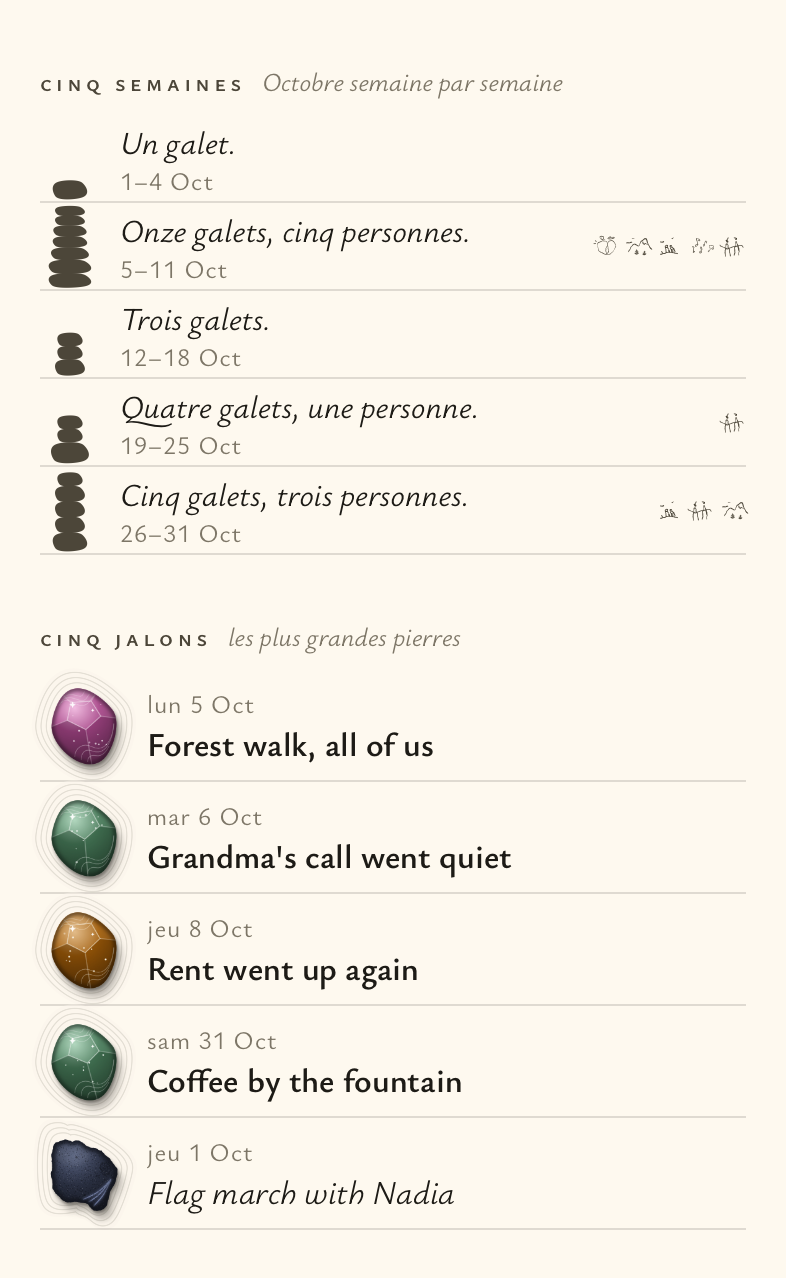 CINQ SEMAINES Octobre semaine par semaine
Un galet.
1–4 Oct
Onze galets, cinq personnes.
5–11 Oct
Trois galets.
12–18 Oct
Quatre galets, une personne.
19–25 Oct
Cinq galets, trois personnes.
26–31 Oct
CINQ JALONS les plus grandes pierres
lun 5 Oct
Forest walk, all of us
mar 6 Oct
Grandma's call went quiet
jeu 8 Oct
Rent went up again
sam 31 Oct
Coffee by the fountain
jeu 1 Oct
Flag march with Nadia